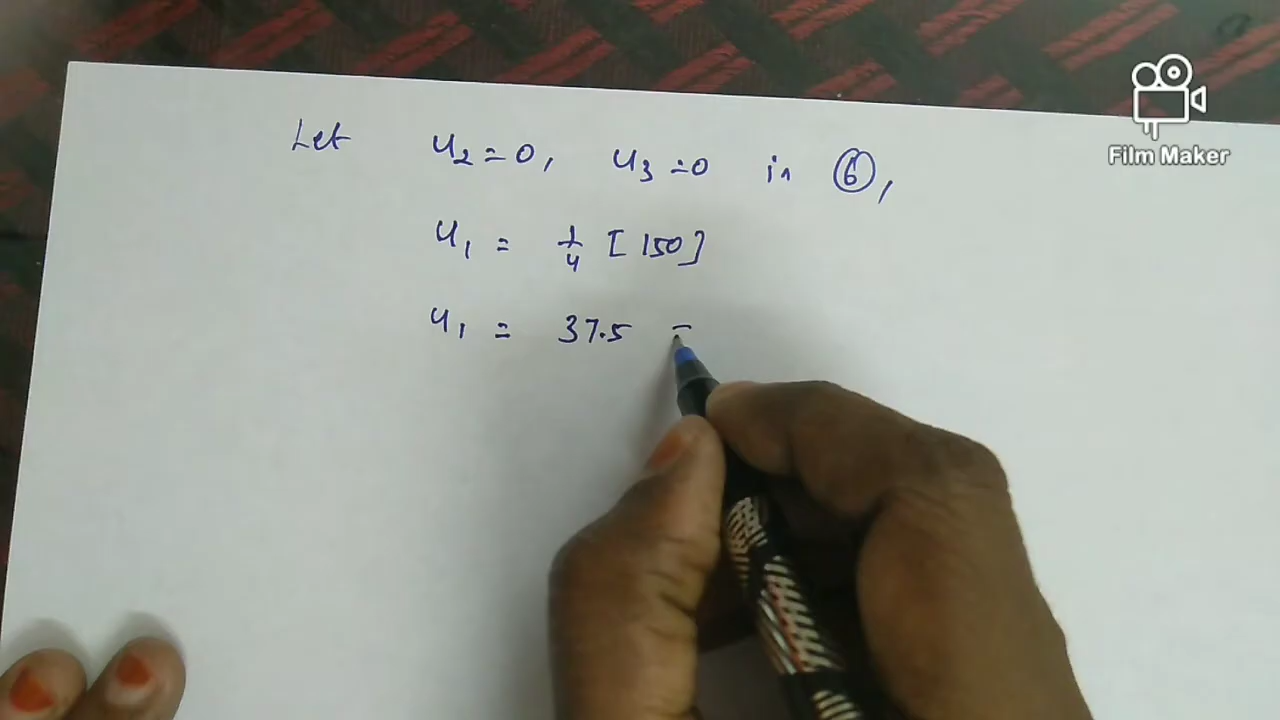 Let u₂ = 0, u₃ = 0 in ⑥,
u₁ = 1/4 [150]
u₁ = 37.5 =
Film Maker